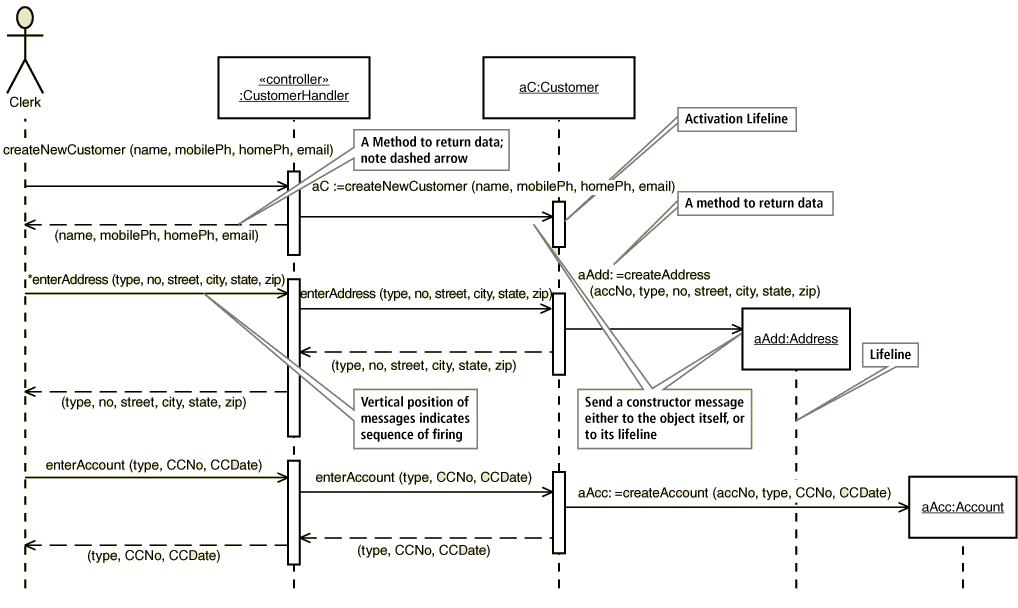 «controller»
:CustomerHandler
aC:Customer
Clerk
Activation Lifeline
A Method to return data;
note dashed arrow
createNewCustomer (name, mobilePh, homePh, email)
aC :=createNewCustomer (name, mobilePh, homePh, email)
A method to return data
(name, mobilePh, homePh, email)
*enterAddress (type, no, street, city, state, zip)
enterAddress (type, no, street, city, state, zip)
aAdd: =createAddress
(accNo, type, no, street, city, state, zip)
aAdd:Address
Lifeline
(type, no, street, city, state, zip)
(type, no, street, city, state, zip)
Vertical position of
messages indicates
sequence of firing
Send a constructor message
either to the object itself, or
to its lifeline
enterAccount (type, CCNo, CCDate)
enterAccount (type, CCNo, CCDate)
aAcc: =createAccount (accNo, type, CCNo, CCDate)
aAcc:Account
(type, CCNo, CCDate)
(type, CCNo, CCDate)